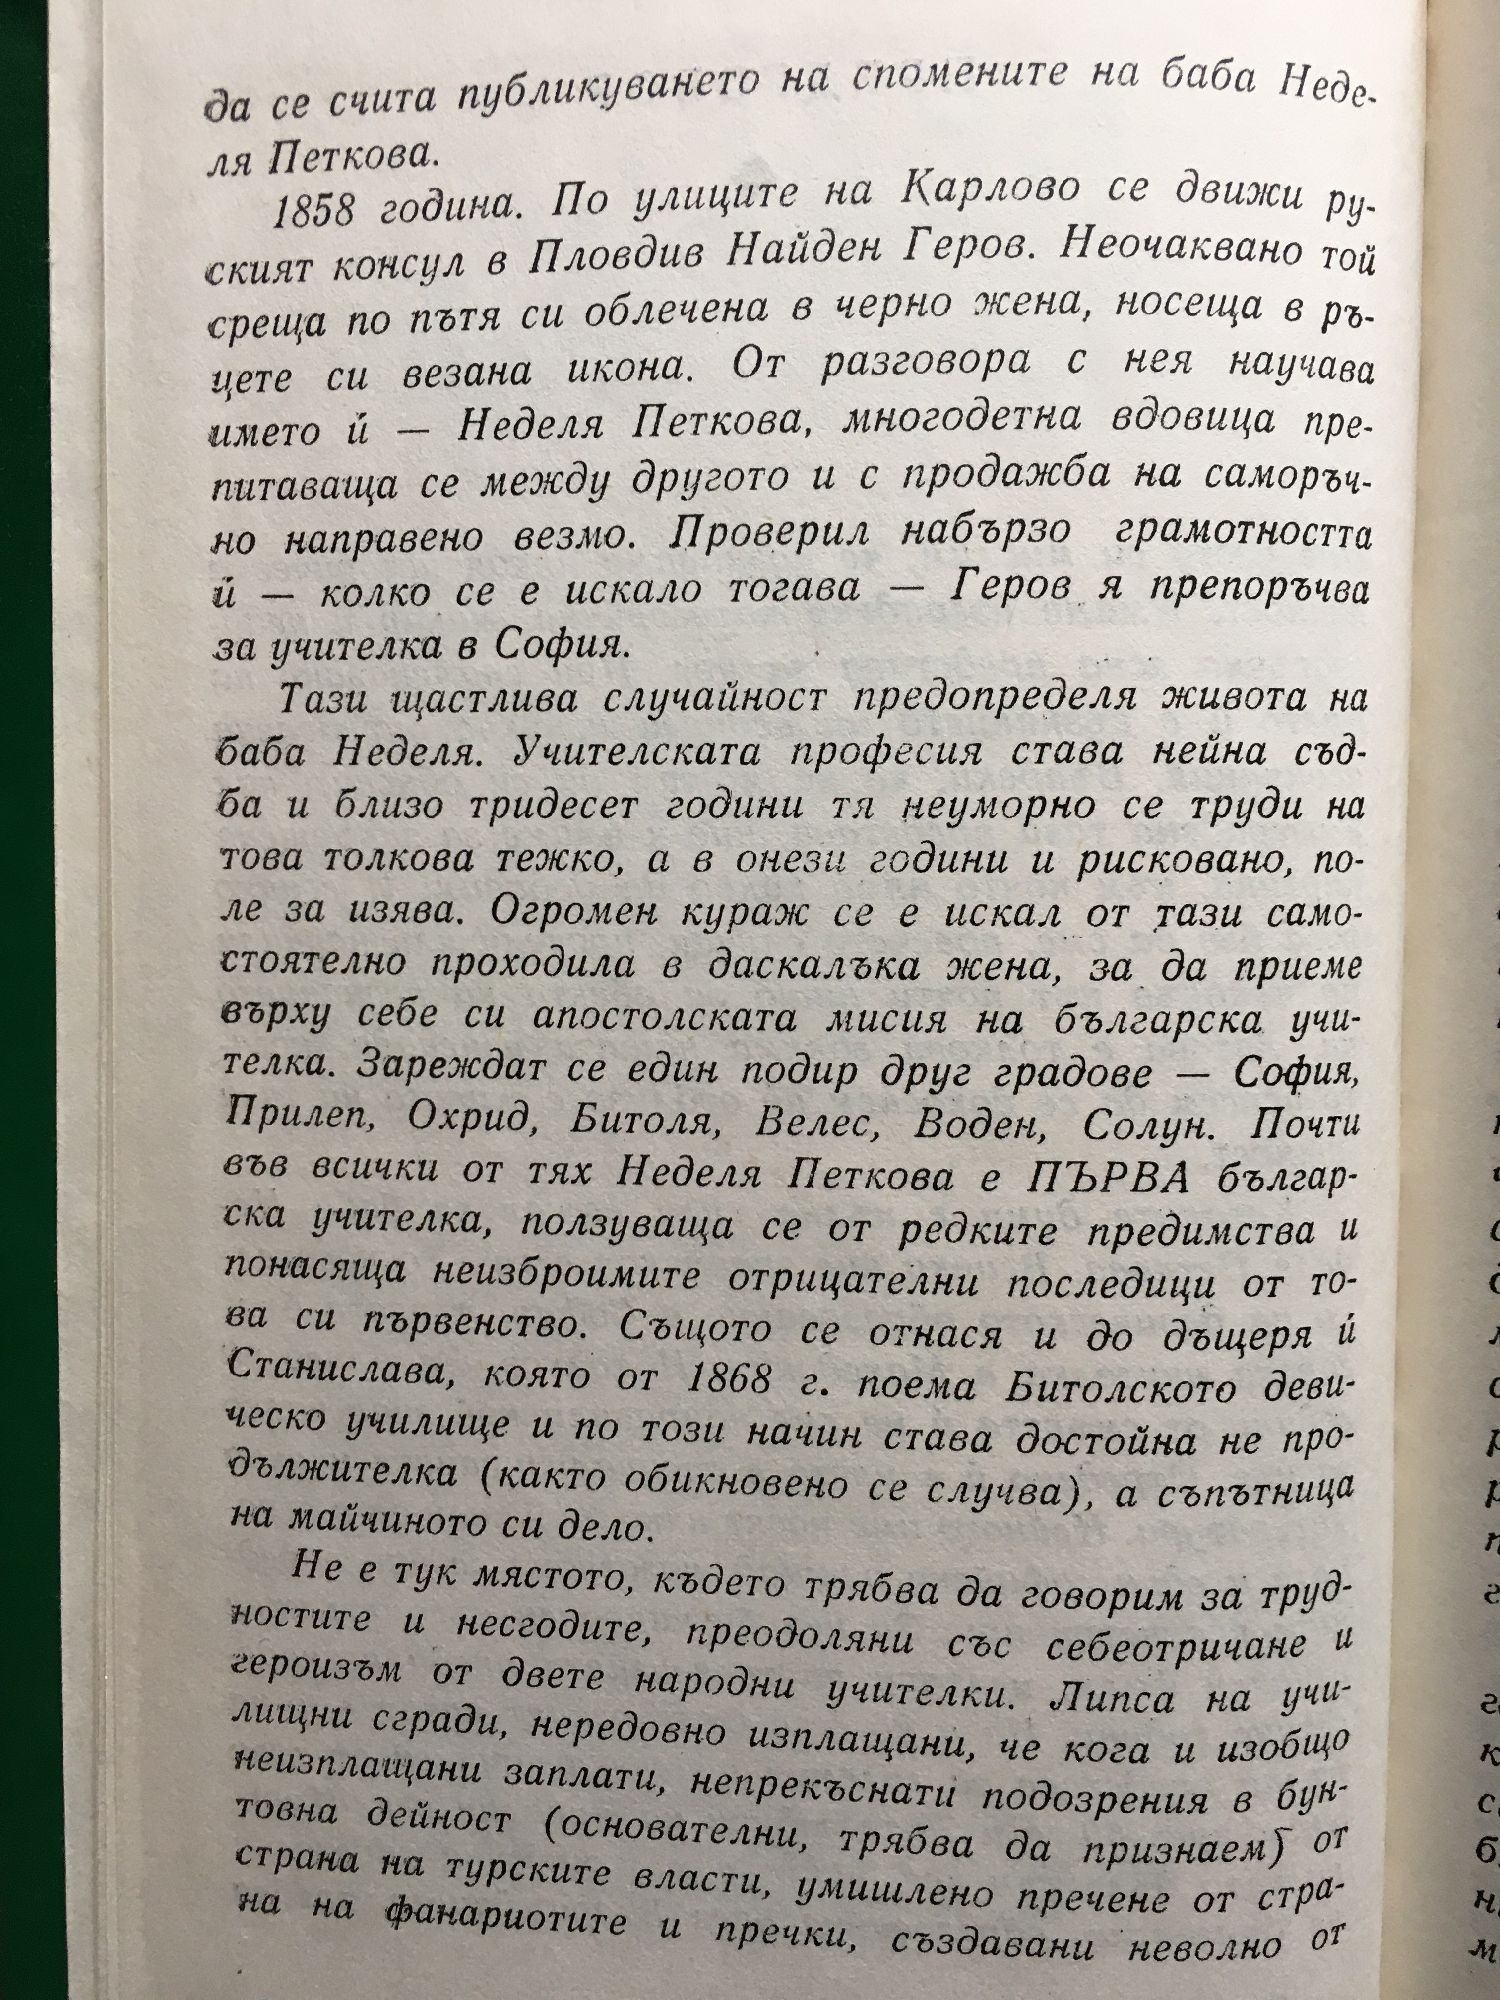 да се счита публикуването на спомените на баба Неде-
ля Петкова.
1858 година. По улиците на Карлово се движи ру-
ският консул в Пловдив Найден Геров. Неочаквано той
среща по пътя си облечена в черно жена, носеща в ръ-
цете си везана икона. От разговора с нея научава
името ѝ — Неделя Петкова, многодетна вдовица пре-
питаваща се между другото и с продажба на саморъч-
но направено везмо. Проверил набързо грамотността
ѝ — колко се е искало тогава — Геров я препоръчва
за учителка в София.
Тази щастлива случайност предопределя живота на
баба Неделя. Учителската професия става нейна съд-
ба и близо тридесет години тя неуморно се труди на
това толкова тежко, а в онези години и рисковано, по-
ле за изява. Огромен кураж се е искал от тази само-
стоятелно проходила в даскалъка жена, за да приеме
върху себе си апостолската мисия на българска учи-
телка. Зареждат се един подир друг градове — София,
Прилеп, Охрид, Битоля, Велес, Воден, Солун. Почти
във всички от тях Неделя Петкова е ПЪРВА българ-
ска учителка, ползуваща се от редките предимства и
понасяща неизброимите отрицателни последици от то-
ва си първенство. Същото се отнася и до дъщеря ѝ
Станислава, която от 1868 г. поема Битолското деви-
ческо училище и по този начин става достойна не про-
дължителка (както обикновено се случва), а съпътница
на майчиното си дело.
Не е тук мястото, където трябва да говорим за труд-
ностите и несгодите, преодоляни със себеотричане и
героизъм от двете народни учителки. Липса на учи-
лищни сгради, нередовно изплащани, че кога и изобщо
неизплащани заплати, непрекъснати подозрения в бун-
товна дейност (основателни, трябва да признаем) от
страна на турските власти, умишлено пречене от стра-
на на фанариотите и пречки, създавани неволно от